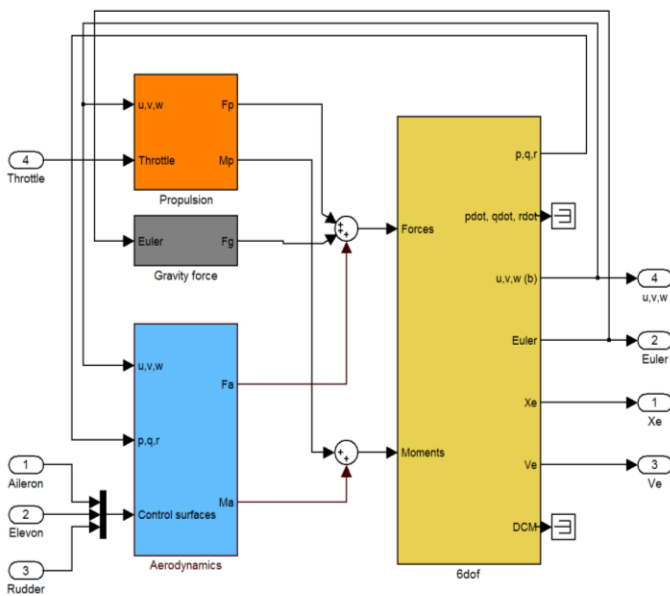 u,v,w
Fp
4
Throttle
Throttle
Mp
Propulsion
Euler
Fg
Gravity force
+
+
+
Forces
p,q,r
pdot, qdot, rdot
u,v,w (b)
4
u,v,w
Euler
2
Euler
u,v,w
Fa
p,q,r
Xe
1
Xe
+
+
Moments
Ve
3
Ve
1
Aileron
2
Elevon
3
Rudder
Control surfaces
Ma
Aerodynamics
DCM
6dof